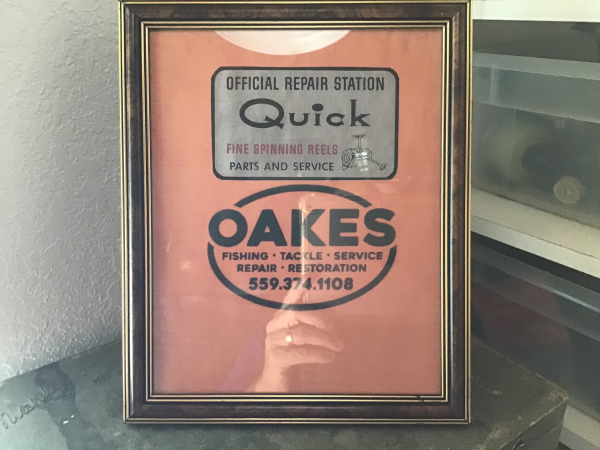 OFFICIAL REPAIR STATION
Quick
FINE SPINNING REELS
PARTS AND SERVICE
OAKES
FISHING · TACKLE · SERVICE
REPAIR · RESTORATION
559.374.1108